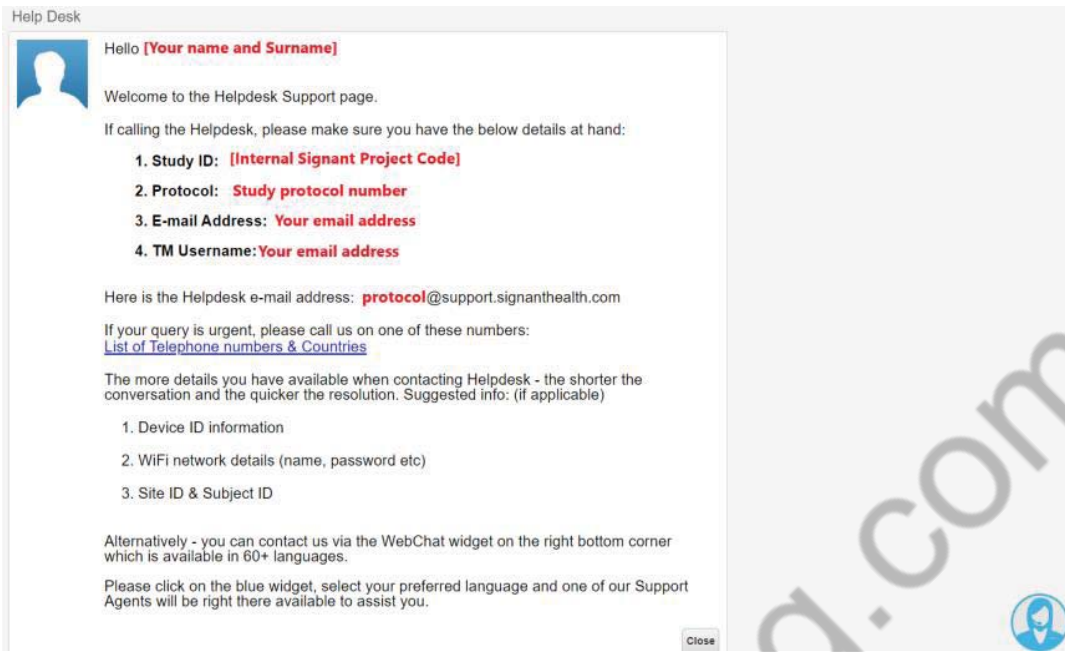 Help Desk
Hello [Your name and Surname]
Welcome to the Helpdesk Support page.
If calling the Helpdesk, please make sure you have the below details at hand:
1. Study ID: [Internal Signant Project Code]
2. Protocol: Study protocol number
3. E-mail Address: Your email address
4. TM Username: Your email address
Here is the Helpdesk e-mail address: protocol@support.signanthealth.com
If your query is urgent, please call us on one of these numbers:
List of Telephone numbers & Countries
The more details you have available when contacting Helpdesk - the shorter the
conversation and the quicker the resolution. Suggested info: (if applicable)
1. Device ID information
2. WiFi network details (name, password etc)
3. Site ID & Subject ID
Alternatively - you can contact us via the WebChat widget on the right bottom corner
which is available in 60+ languages.
Please click on the blue widget, select your preferred language and one of our Support
Agents will be right there available to assist you.
Close